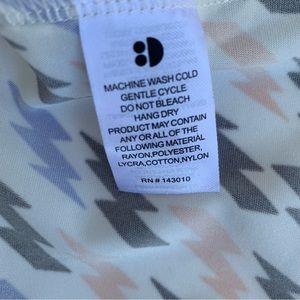 MACHINE WASH COLD
GENTLE CYCLE
DO NOT BLEACH
HANG DRY
PRODUCT MAY CONTAIN
ANY OR ALL OF THE
FOLLOWING MATERIAL
RAYON,POLYESTER,
LYCRA,COTTON,NYLON
RN # 143010